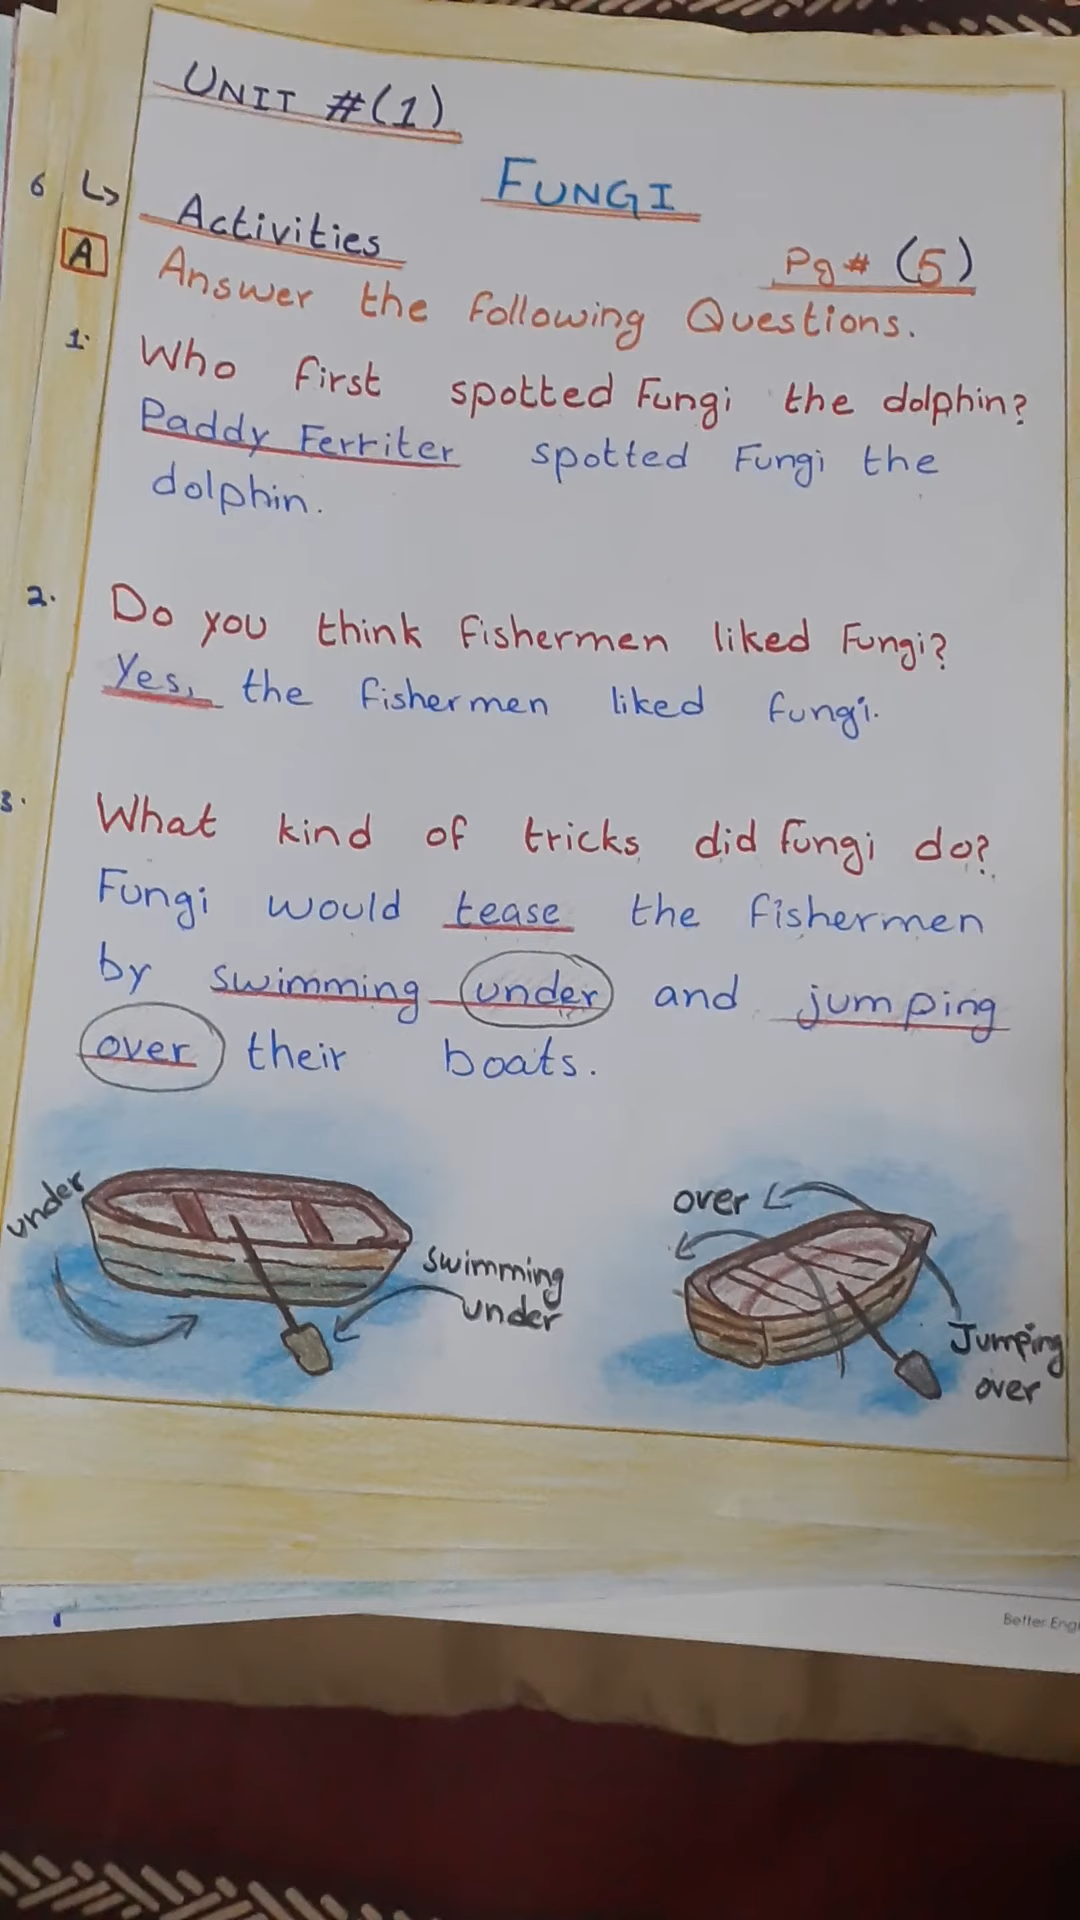 UNIT #(1)
FUNGI
6 ↳
Activities
Pg# (5)
A Answer the following Questions.
1. Who first spotted Fungi the dolphin?
Paddy Ferriter spotted Fungi the
dolphin.
2. Do you think fishermen liked Fungi?
Yes, the fishermen liked fungi.
3. What kind of tricks did fungi do?
Fungi would tease the fishermen
by swimming under and jumping
over their boats.
under
swimming
under
over
Jumping
over
Better Eng